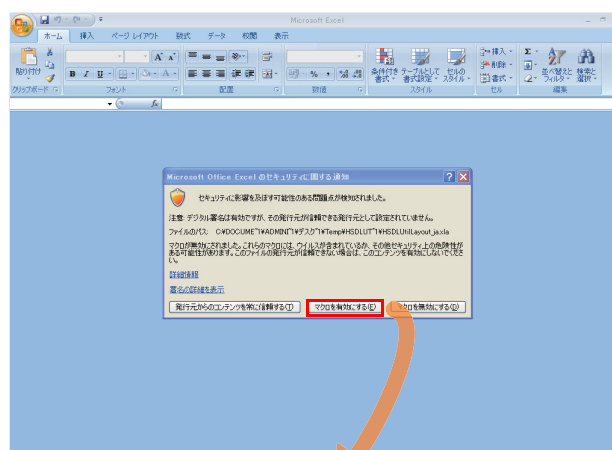 Microsoft Excel
ホーム 挿入 ページ レイアウト 数式 データ 校閲 表示
貼り付け
B I U A A %
条件付き書式 テーブルとして書式設定 セルのスタイル
挿入 削除 書式
Σ 並べ替えとフィルタ 検索と選択
クリップボード フォント 配置 数値 スタイル セル 編集
fx
Microsoft Office Excel のセキュリティに関する通知
セキュリティに影響を及ぼす可能性のある問題点が検知されました。
注意: デジタル署名は有効ですが、その発行元が信頼できる発行元として設定されていません。
ファイルのパス: C:¥DOCUME~1¥ADMINI~1¥デスク~1¥Temp¥HSDLUT~1¥HSDLUtilLayout_ja.xla
マクロが無効にされました。これらのマクロには、ウイルスが含まれているか、その他セキュリティ上の危険性が
ある可能性があります。このファイルの発行元が信頼できない場合は、このコンテンツを有効にしないでくださ
い。
詳細情報
署名の詳細を表示
発行元からのコンテンツを常に信頼する(T) マクロを有効にする(E) マクロを無効にする(D)